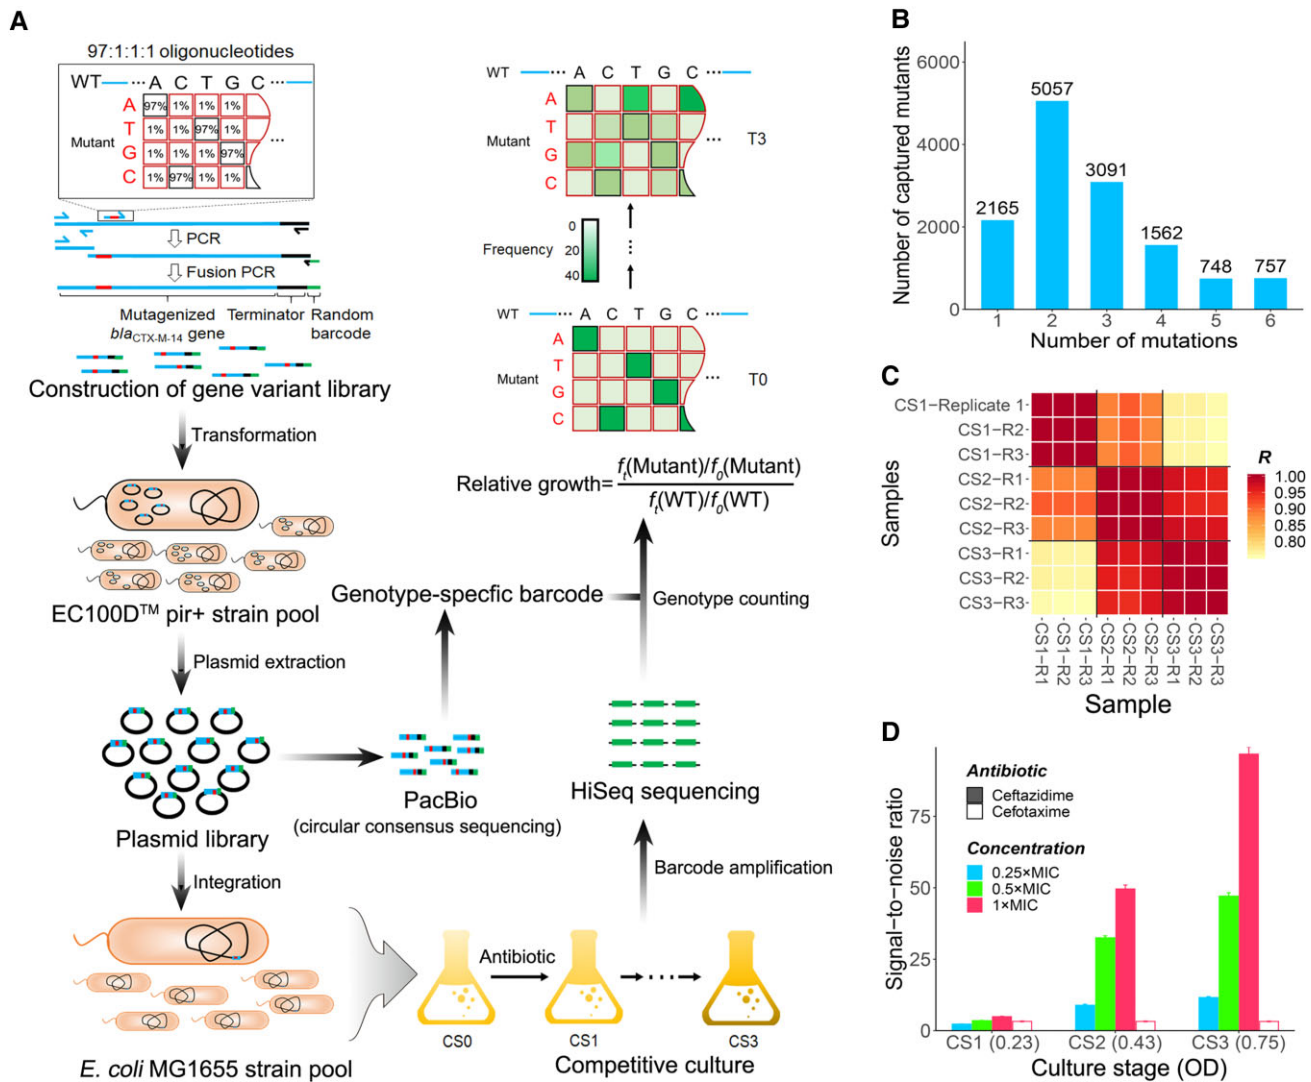 A
97:1:1:1 oligonucleotides
WT ··· A C T G C ···
A 97% 1% 1% 1%
T 1% 1% 97% 1%
Mutant ···
G 1% 1% 1% 97%
C 1% 97% 1% 1%
PCR
Fusion PCR
Mutagenized Terminator Random
blaCTX-M-14 gene barcode
Construction of gene variant library
Transformation
EC100D™ pir+ strain pool
Plasmid extraction
Plasmid library
Integration
E. coli MG1655 strain pool
PacBio
(circular consensus sequencing)
Genotype-specfic barcode
WT ··· A C T G C ···
A
T
Mutant ··· T3
G
C
Frequency
0
20
40
WT ··· A C T G C ···
A
T
Mutant ··· T0
G
C
Relative growth= ft(Mutant)/f0(Mutant)
ft(WT)/f0(WT)
Genotype counting
HiSeq sequencing
Barcode amplification
Antibiotic
CS0 CS1 CS3
Competitive culture
B
Number of captured mutants
6000
4000
2000
0
2165 5057 3091 1562 748 757
1 2 3 4 5 6
Number of mutations
C
Samples
CS1-Replicate 1
CS1-R2
CS1-R3
CS2-R1
CS2-R2
CS2-R3
CS3-R1
CS3-R2
CS3-R3
CS1-R1
CS1-R2
CS1-R3
CS2-R1
CS2-R2
CS2-R3
CS3-R1
CS3-R2
CS3-R3
Sample
R
1.00
0.95
0.90
0.85
0.80
D
Signal-to-noise ratio
75
50
25
0
Antibiotic
Ceftazidime
Cefotaxime
Concentration
0.25×MIC
0.5×MIC
1×MIC
CS1 (0.23) CS2 (0.43) CS3 (0.75)
Culture stage (OD)